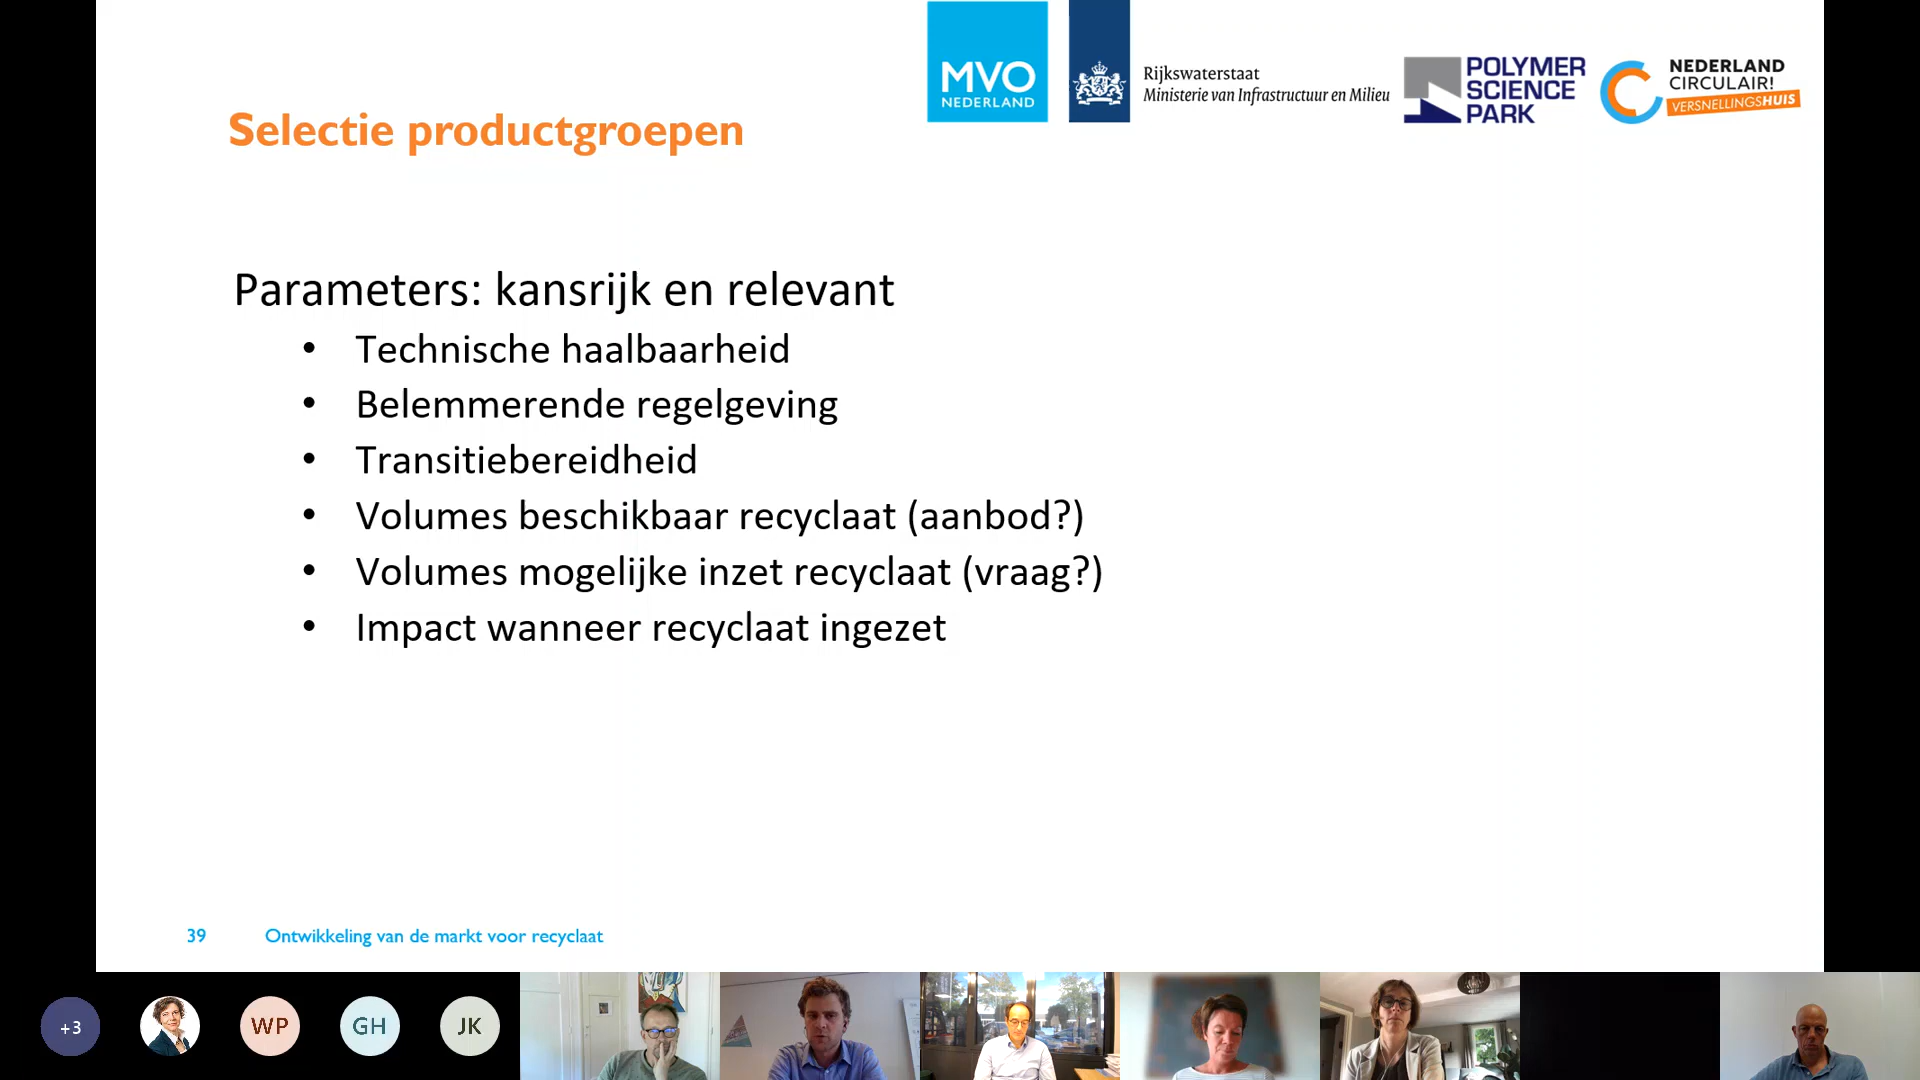 MVO
NEDERLAND
Rijkswaterstaat
Ministerie van Infrastructuur en Milieu
POLYMER
SCIENCE
PARK
NEDERLAND
CIRCULAIR!
VERSNELLINGSHUIS
Selectie productgroepen
Parameters: kansrijk en relevant
• Technische haalbaarheid
• Belemmerende regelgeving
• Transitiebereidheid
• Volumes beschikbaar recyclaat (aanbod?)
• Volumes mogelijke inzet recyclaat (vraag?)
• Impact wanneer recyclaat ingezet
39 Ontwikkeling van de markt voor recyclaat
+3 WP GH JK